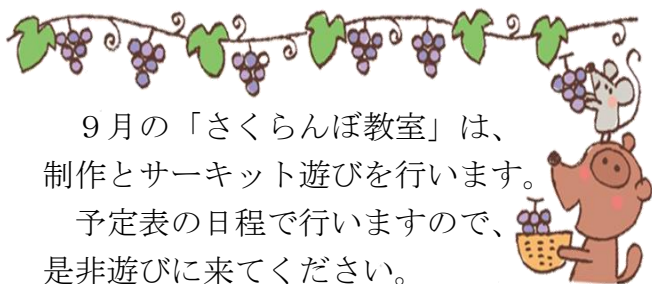 ９月の「さくらんぼ教室」は、
制作とサーキット遊びを行います。
　予定表の日程で行いますので、
是非遊びに来てください。